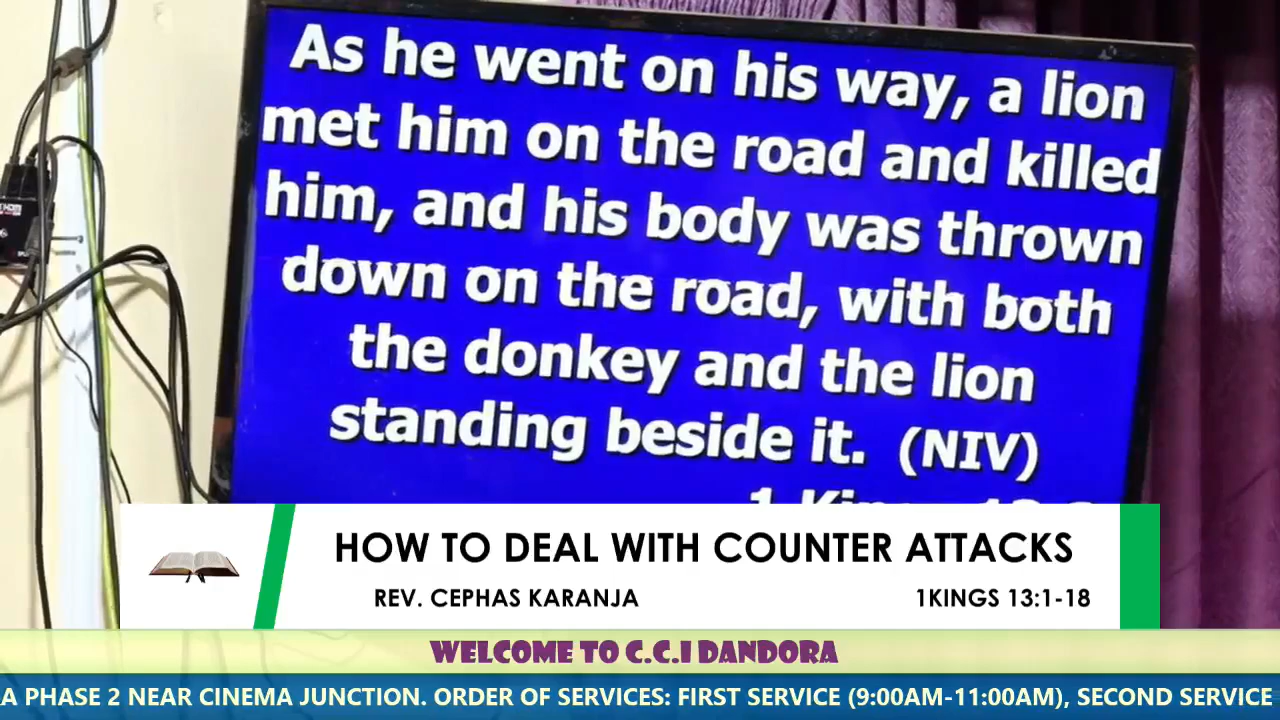 As he went on his way, a lion
met him on the road and killed
him, and his body was thrown
down on the road, with both
the donkey and the lion
standing beside it. (NIV)
HOW TO DEAL WITH COUNTER ATTACKS
REV. CEPHAS KARANJA
1KINGS 13:1-18
WELCOME TO C.C.I DANDORA
A PHASE 2 NEAR CINEMA JUNCTION. ORDER OF SERVICES: FIRST SERVICE (9:00AM-11:00AM), SECOND SERVICE